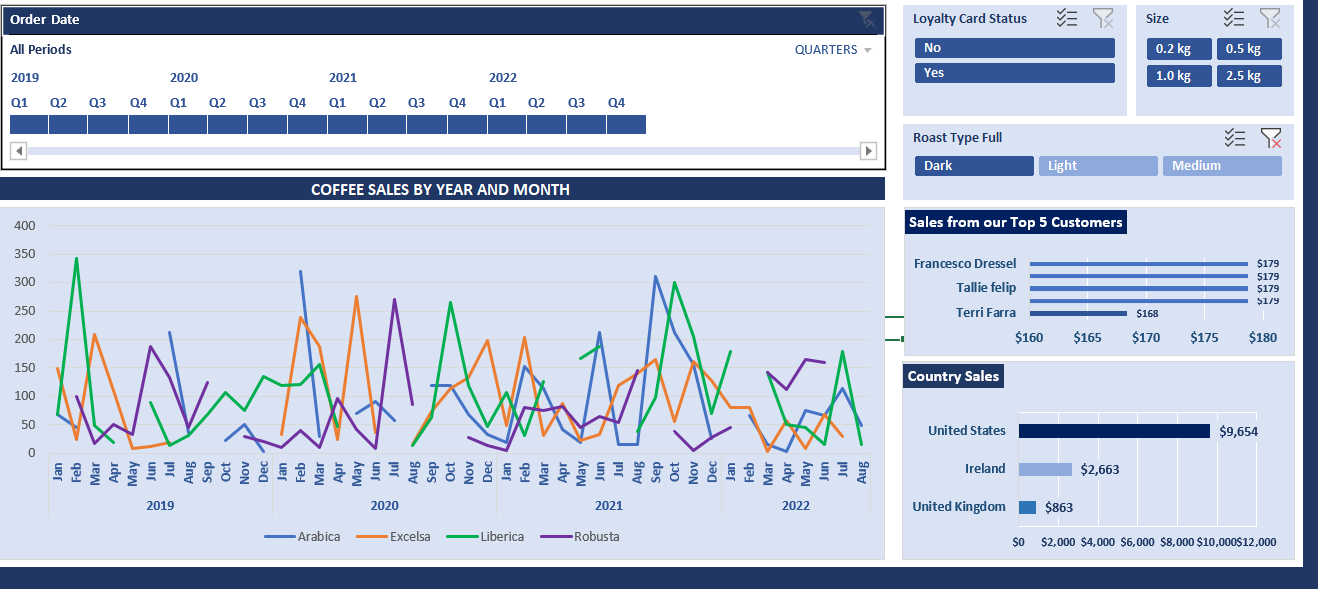 Order Date
All Periods
QUARTERS
2019 2020 2021 2022
Q1 Q2 Q3 Q4 Q1 Q2 Q3 Q4 Q1 Q2 Q3 Q4 Q1 Q2 Q3 Q4
Loyalty Card Status
No
Yes
Size
0.2 kg 0.5 kg
1.0 kg 2.5 kg
Roast Type Full
Dark Light Medium
COFFEE SALES BY YEAR AND MONTH
400
350
300
250
200
150
100
50
0
Jan Feb Mar Apr May Jun Jul Aug Sep Oct Nov Dec Jan Feb Mar Apr May Jun Jul Aug Sep Oct Nov Dec Jan Feb Mar Apr May Jun Jul Aug Sep Oct Nov Dec Jan Feb Mar Apr May Jun Jul Aug
2019 2020 2021 2022
Arabica Excelsa Liberica Robusta
Sales from our Top 5 Customers
Francesco Dressel $179
$179
Tallie felip $179
$179
Terri Farra $168
$160 $165 $170 $175 $180
Country Sales
United States $9,654
Ireland $2,663
United Kingdom $863
$0 $2,000 $4,000 $6,000 $8,000 $10,000 $12,000